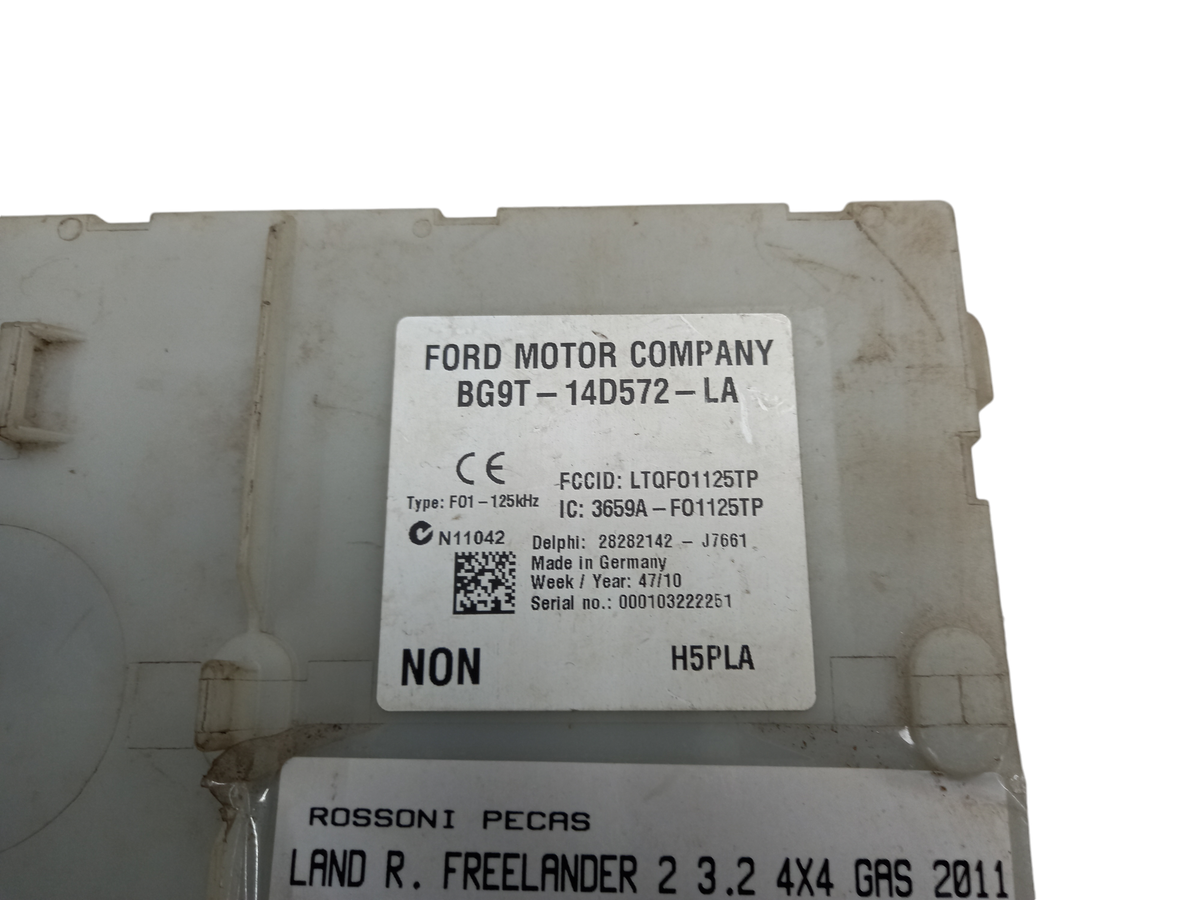 FORD MOTOR COMPANY
BG9T-14D572-LA
CE
FCCID: LTQFO1125TP
Type: F01-125kHz
IC: 3659A-FO1125TP
N11042
Delphi: 28282142 - J7661
Made in Germany
Week / Year: 47/10
Serial no.: 000103222251
NON
H5PLA
ROSSONI PECAS
LAND R. FREELANDER 2 3.2 4X4 GAS 2011